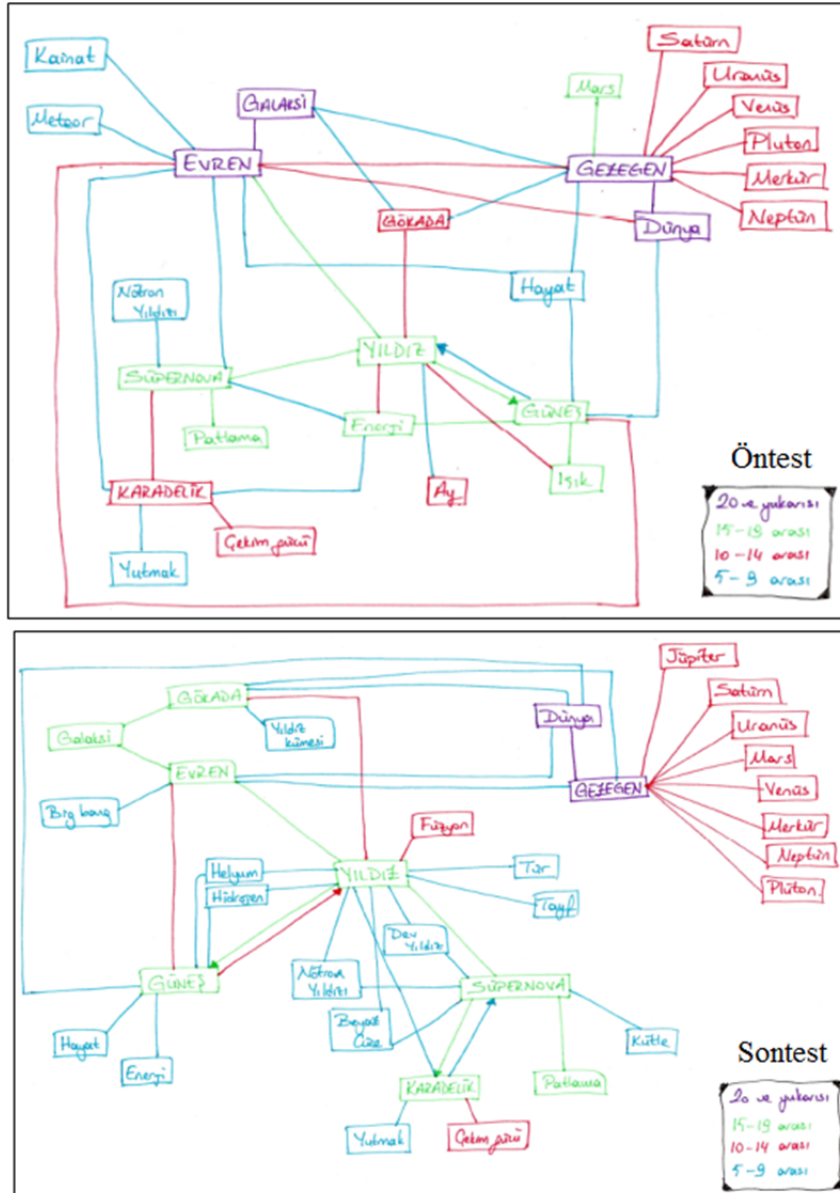 Kainat
Meteor
GALAKSİ
EVREN
Mars
Satürn
Uranüs
Venüs
Plüton
Merkür
Neptün
GEZEGEN
GÖKADA
Dünya
Hayat
Nötron
Yıldızı
SÜPERNOVA
YILDIZ
GÜNEŞ
Patlama
Enerji
KARADELİK
Ay
Işık
Çekim gücü
Yutmak
Öntest
20 ve yukarısı
15-19 arası
10-14 arası
5-9 arası
GÖKADA
Galaksi
Yıldız
kümesi
EVREN
Big bang
Dünya
GEZEGEN
Jüpiter
Satürn
Uranüs
Mars
Venüs
Merkür
Neptün
Plüton
Füzyon
Helyum
Hidrojen
YILDIZ
Tür
Tayf
Dev
Yıldızı
GÜNEŞ
Nötron
Yıldızı
SÜPERNOVA
Beyaz
Cüce
Hayat
Enerji
Kütle
KARADELİK
Patlama
Yutmak
Çekim gücü
Sontest
20 ve yukarısı
15-19 arası
10-14 arası
5-9 arası